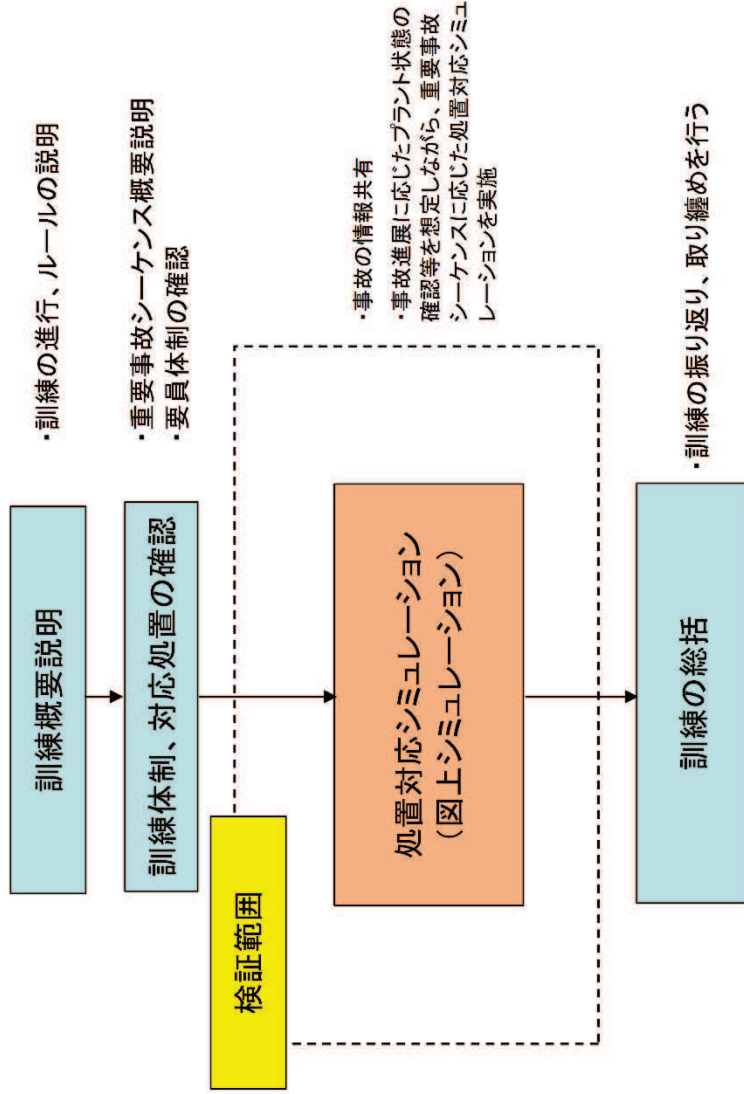 訓練概要説明
・訓練の進行、ルールの説明
訓練体制、対応処置の確認
・重要事故シーケンス概要説明
・要員体制の確認
検証範囲
処置対応シミュレーション
(図上シミュレーション)
・事故の情報共有
・事故進展に応じたプラント状態の
確認等を想定しながら、重要事故
シーケンスに応じた処置対応シミュ
レーションを実施
訓練の総括
・訓練の振り返り、取り纏めを行う